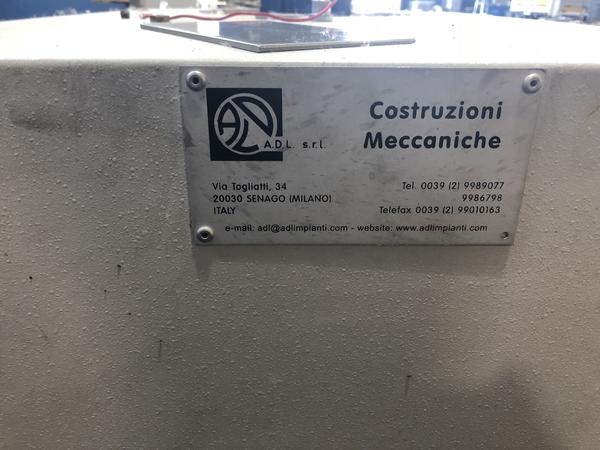 Costruzioni
Meccaniche
ADL
A.D.L. s.r.l.
Via Togliatti, 34
20030 SENAGO (MILANO)
ITALY
Tel. 0039 (2) 9989077
9986798
Telefax 0039 (2) 99010163
e-mail: adl@adlimpianti.com - website: www.adlimpianti.com